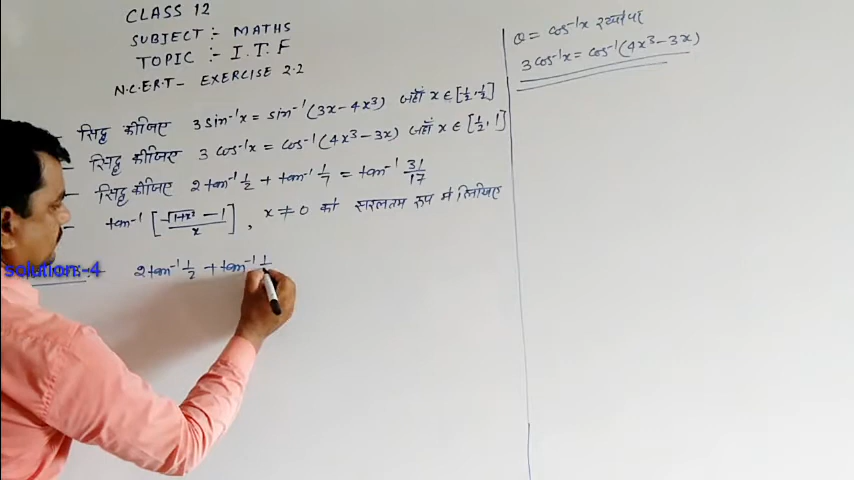 CLASS 12
SUBJECT :- MATHS
TOPIC :- I.T.F
N.C.E.R.T - EXERCISE 2.2
सिद्ध कीजिए 3 sin⁻¹x = sin⁻¹(3x-4x³) जहाँ x ∈ [½, ½]
सिद्ध कीजिए 3 cos⁻¹x = cos⁻¹(4x³-3x) जहाँ x ∈ [½, 1]
सिद्ध कीजिए 2 tan⁻¹ 1/2 + tan⁻¹ 1/7 = tan⁻¹ 31/17
tan⁻¹ [(√1+x² - 1)/x], x ≠ 0 को सरलतम रूप में लिखिए
solution:-4
2 tan⁻¹ 1/2 + tan⁻¹ 1
θ = cos⁻¹x रखने पर
3 cos⁻¹x = cos⁻¹(4x³-3x)